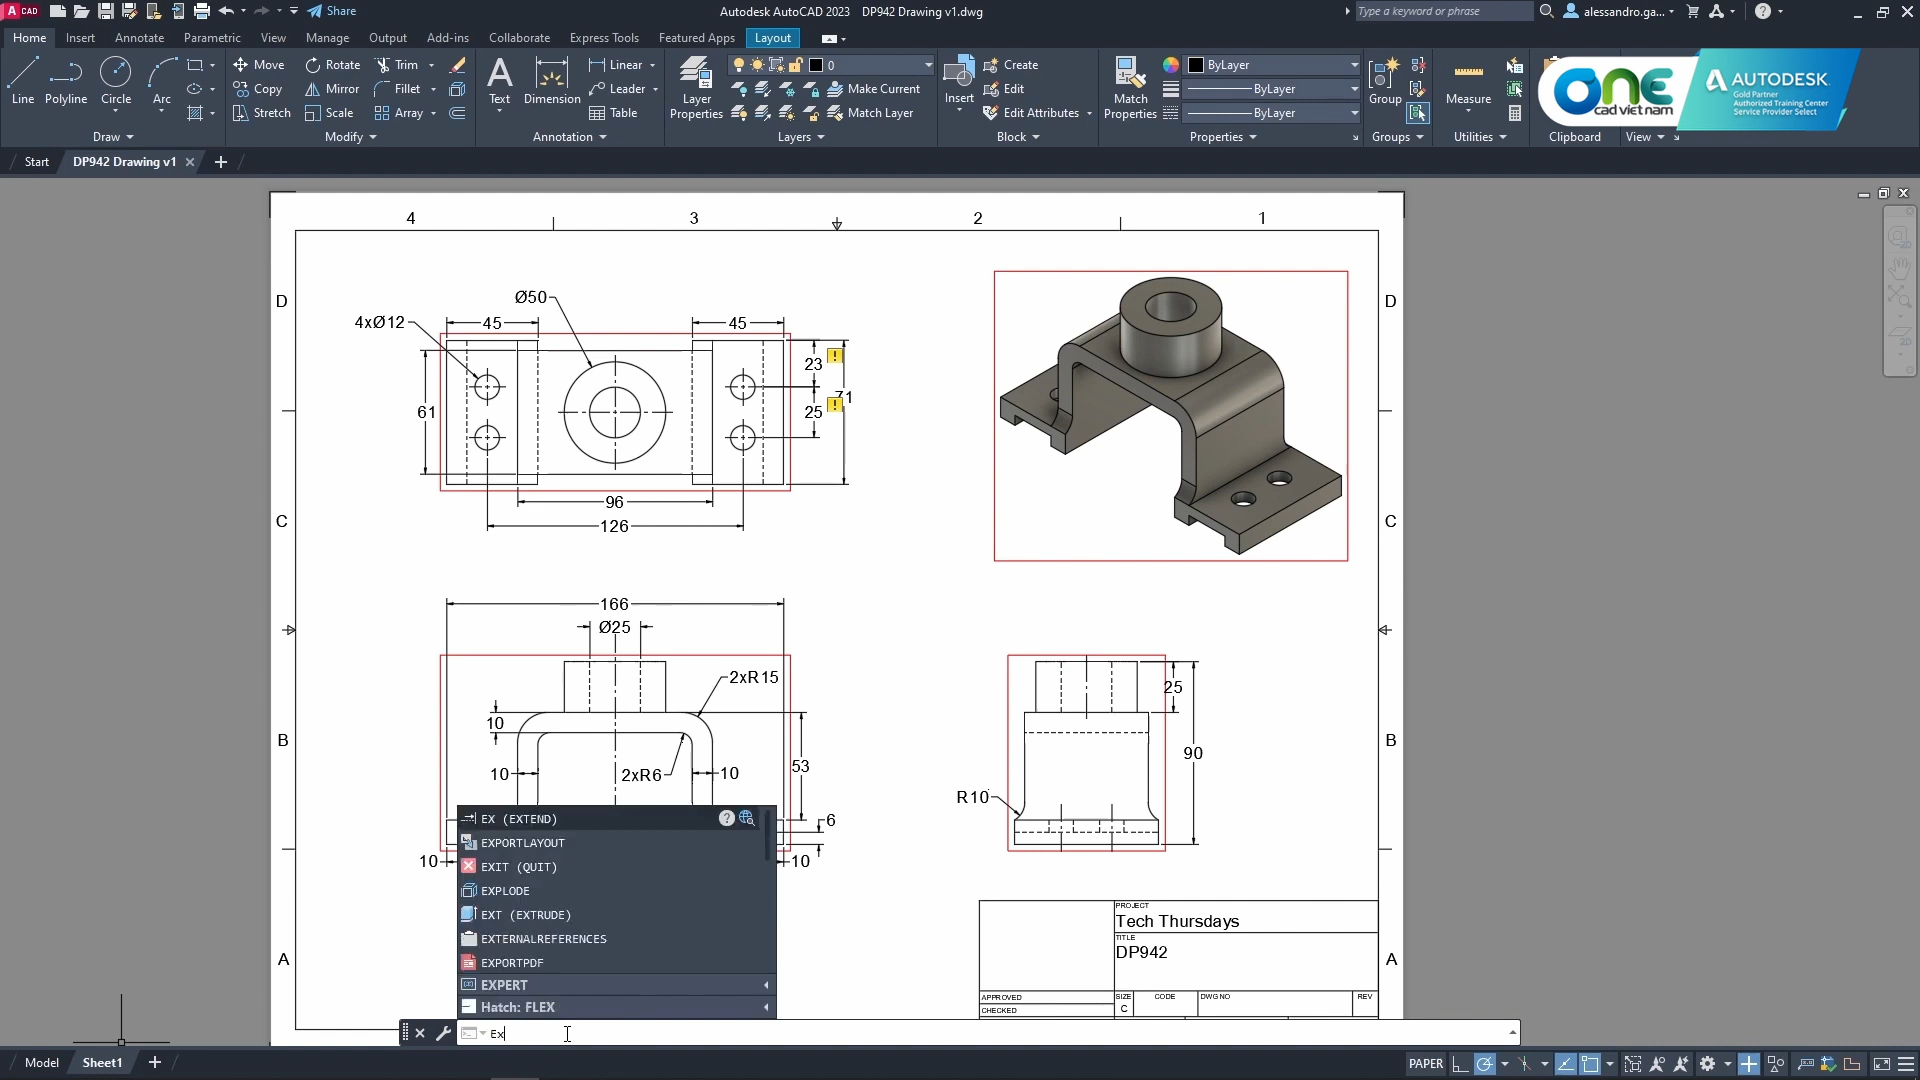 A CAD
Share
Autodesk AutoCAD 2023 DP942 Drawing v1.dwg
Type a keyword or phrase
alessandro.ga...
Home Insert Annotate Parametric View Manage Output Add-ins Collaborate Express Tools Featured Apps Layout
Line Polyline Circle Arc
Move Rotate Trim
Copy Mirror Fillet
Stretch Scale Array
Text Dimension
Linear
Leader
Table
Layer Properties
0
Make Current
Match Layer
Insert
Create
Edit
Edit Attributes
Match Properties
ByLayer
ByLayer
ByLayer
Group
Measure
ONE
cad viet nam
A AUTODESK
Gold Partner
Authorized Training Center
Service Provider Select
Draw Modify Annotation Layers Block Properties Groups Utilities Clipboard View
Start DP942 Drawing v1
4 3 2 1
D D
C C
B B
A A
Ø50
4xØ12
45 45
23
71
61
25
96
126
166
Ø25
2xR15
10
53
10
2xR6
10
6
10
10
25
90
R10
EX (EXTEND)
EXPORTLAYOUT
EXIT (QUIT)
EXPLODE
EXT (EXTRUDE)
EXTERNALREFERENCES
EXPORTPDF
EXPERT
Hatch: FLEX
Ex
PROJECT
Tech Thursdays
TITLE
DP942
APPROVED
CHECKED
SIZE CODE DWG NO REV
C
Model Sheet1
PAPER